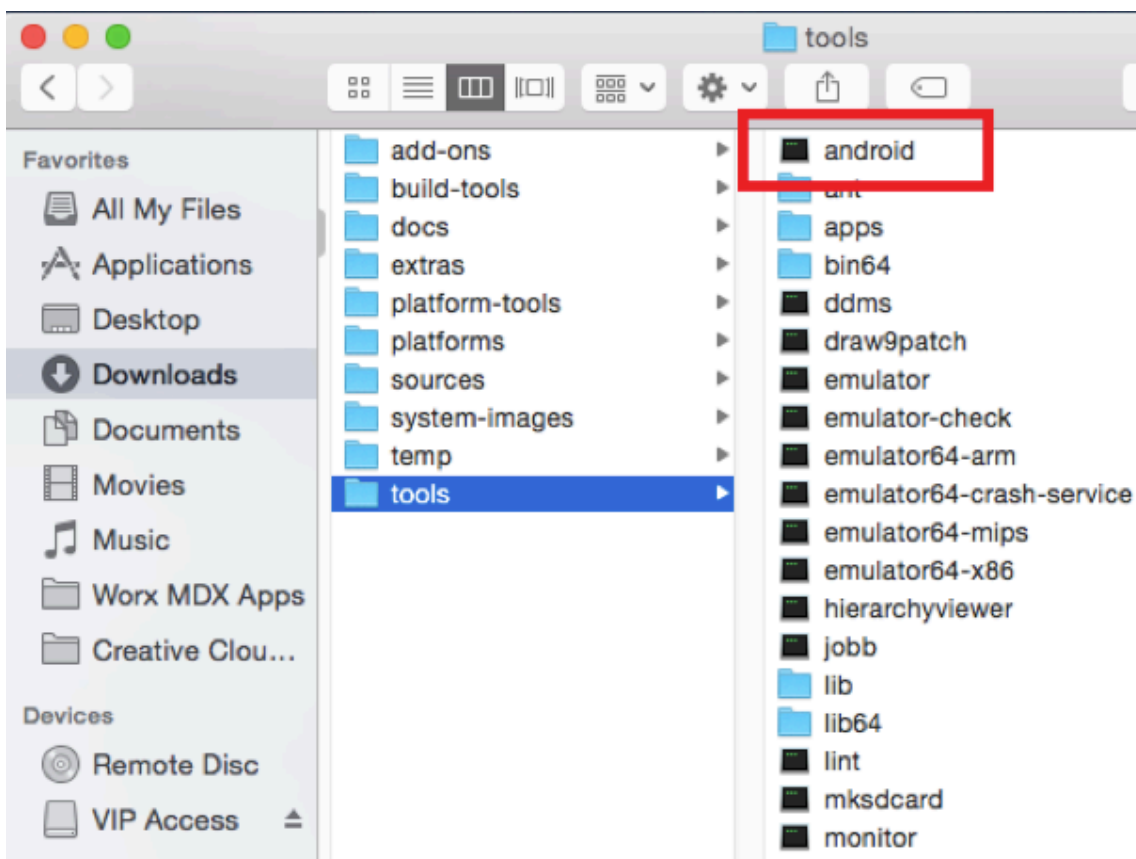 tools
Favorites
All My Files
Applications
Desktop
Downloads
Documents
Movies
Music
Worx MDX Apps
Creative Clou...
Devices
Remote Disc
VIP Access
add-ons
build-tools
docs
extras
platform-tools
platforms
sources
system-images
temp
tools
android
ant
apps
bin64
ddms
draw9patch
emulator
emulator-check
emulator64-arm
emulator64-crash-service
emulator64-mips
emulator64-x86
hierarchyviewer
jobb
lib
lib64
lint
mksdcard
monitor